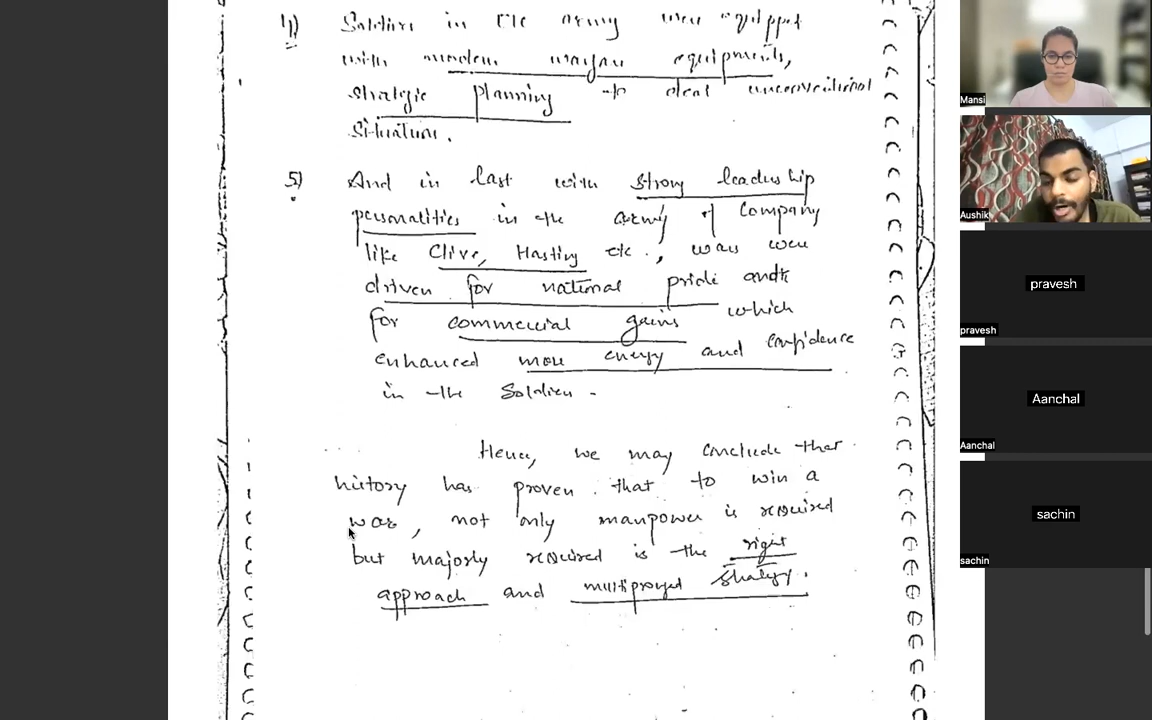 4) Soldiers in EIC army were equippet
with modern warfare equipments,
strategic planning to deal unconventional
situation.
5) And in last with strong leadership
personalities in the army of Company
like Clive, Hasting etc., wars were
driven for national pride and
for commercial gains which
enhanced more energy and confidence
in the soldiers.
Hence, we may conclude that
history has proven that to win a
war, not only manpower is required
but majorly required is the right
approach and multipronged strategy.
Mansi
Aushik
pravesh
pravesh
Aanchal
Aanchal
sachin
sachin